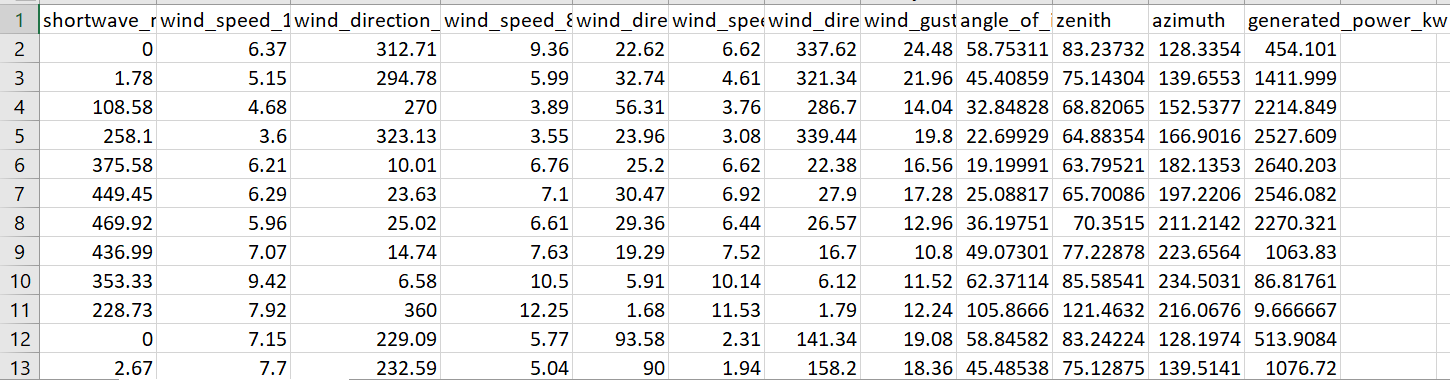 1 shortwave_r wind_speed_1 wind_direction_ wind_speed_8 wind_dire wind_spee wind_dire wind_gust angle_of_i zenith azimuth generated_power_kw
2 0 6.37 312.71 9.36 22.62 6.62 337.62 24.48 58.75311 83.23732 128.3354 454.101
3 1.78 5.15 294.78 5.99 32.74 4.61 321.34 21.96 45.40859 75.14304 139.6553 1411.999
4 108.58 4.68 270 3.89 56.31 3.76 286.7 14.04 32.84828 68.82065 152.5377 2214.849
5 258.1 3.6 323.13 3.55 23.96 3.08 339.44 19.8 22.69929 64.88354 166.9016 2527.609
6 375.58 6.21 10.01 6.76 25.2 6.62 22.38 16.56 19.19991 63.79521 182.1353 2640.203
7 449.45 6.29 23.63 7.1 30.47 6.92 27.9 17.28 25.08817 65.70086 197.2206 2546.082
8 469.92 5.96 25.02 6.61 29.36 6.44 26.57 12.96 36.19751 70.3515 211.2142 2270.321
9 436.99 7.07 14.74 7.63 19.29 7.52 16.7 10.8 49.07301 77.22878 223.6564 1063.83
10 353.33 9.42 6.58 10.5 5.91 10.14 6.12 11.52 62.37114 85.58541 234.5031 86.81761
11 228.73 7.92 360 12.25 1.68 11.53 1.79 12.24 105.8666 121.4632 216.0676 9.666667
12 0 7.15 229.09 5.77 93.58 2.31 141.34 19.08 58.84582 83.24224 128.1974 513.9084
13 2.67 7.7 232.59 5.04 90 1.94 158.2 18.36 45.48538 75.12875 139.5141 1076.72